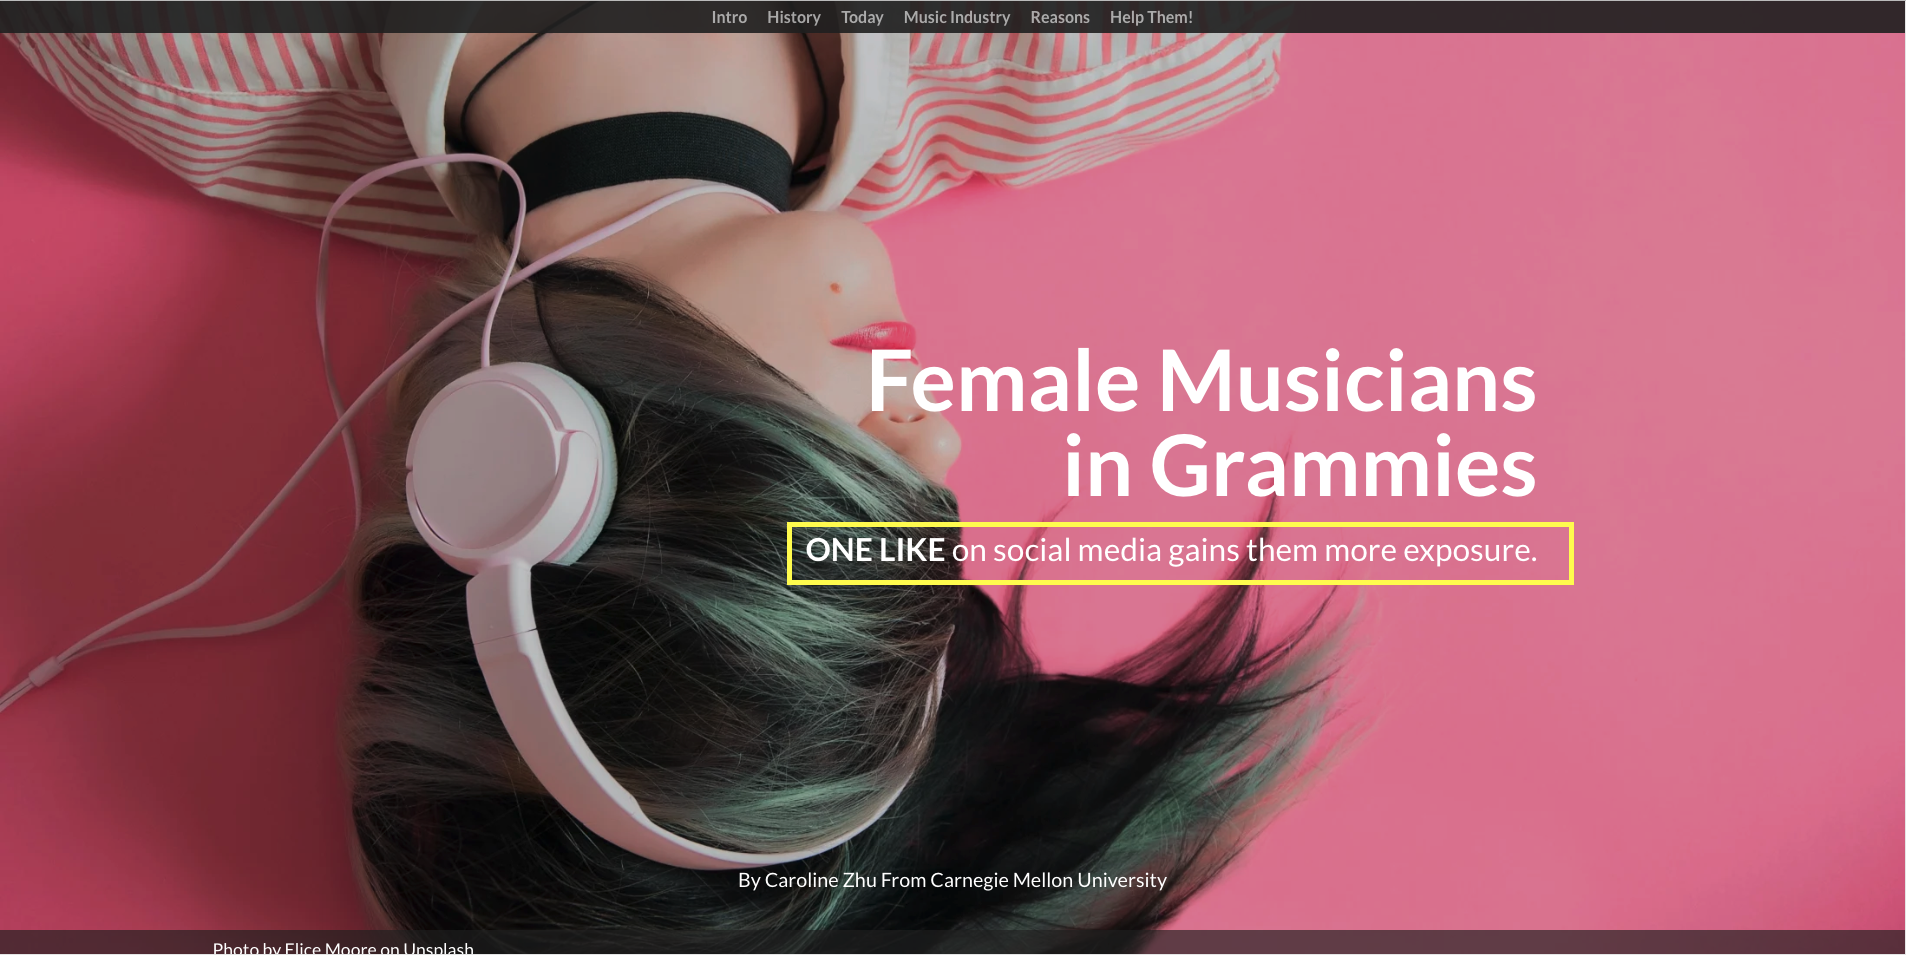 Intro History Today Music Industry Reasons Help Them!
Female Musicians
in Grammies
ONE LIKE on social media gains them more exposure.
By Caroline Zhu From Carnegie Mellon University
Photo by Elice Moore on Unsplash